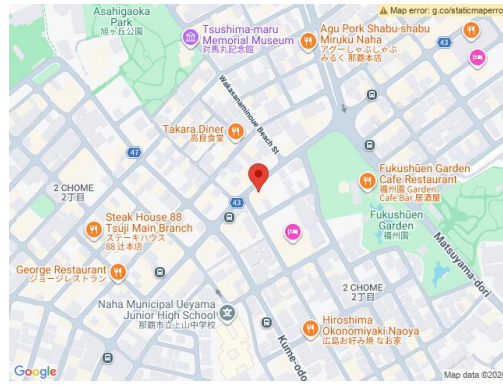 Map error: g.co/staticmaperro
Asahigaoka
Park
旭ヶ丘公園
Tsushima-maru
Memorial Museum
対馬丸記念館
Agu Pork Shabu-shabu
Miruku Naha
アグーしゃぶしゃぶ
みるく 那覇本店
43
Wakasanaminoue Beach St
Takara Diner
高良食堂
47
2 CHOME
2丁目
43
Fukushūen Garden
Cafe Restaurant
福州園 Garden
Cafe Bar 居酒屋
Fukushūen
Garden
福州園
Matsuyama-dori
Steak House 88
Tsuji Main Branch
ステーキハウス
88 辻本店
George Restaurant
ジョージレストラン
Naha Municipal Ueyama
Junior High School
那覇市立上山中学校
2 CHOME
2丁目
Hiroshima
Okonomiyaki Naoya
広島お好み焼 なお家
Kume-odo
Google
Map data ©202